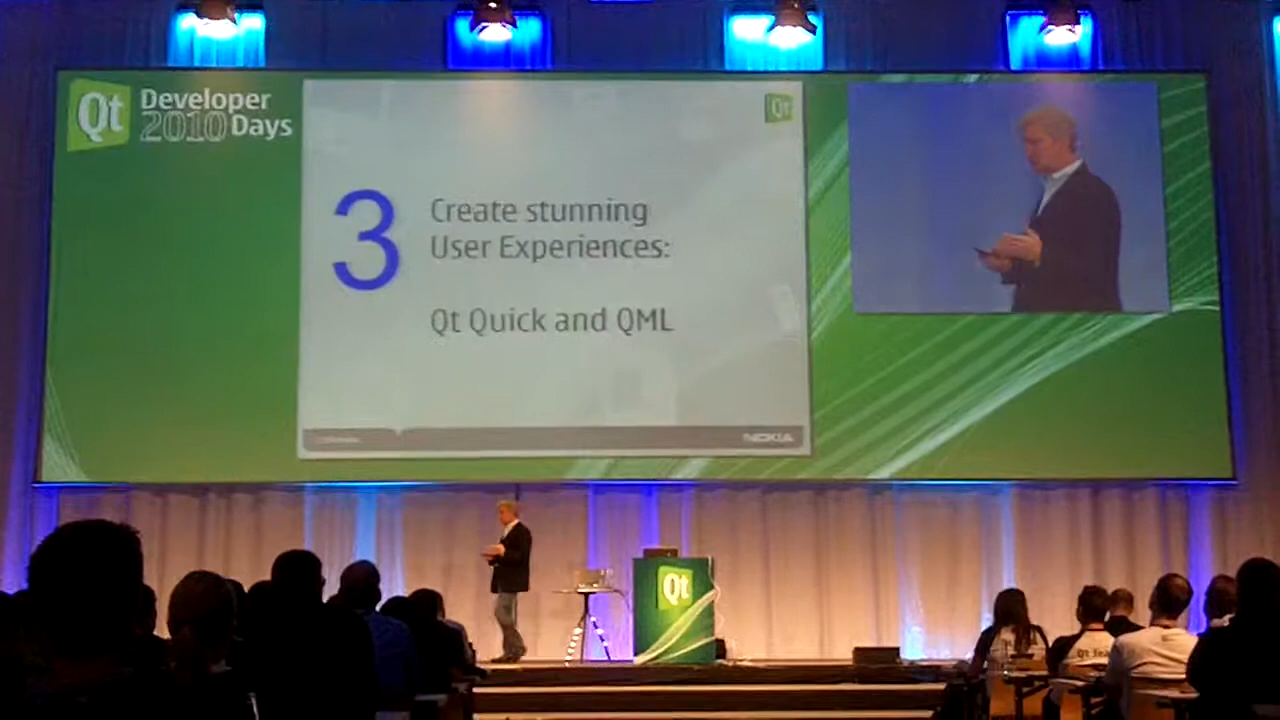 Qt
Developer
2010 Days
Qt
3
Create stunning
User Experiences:
Qt Quick and QML
NOKIA
Qt
Qt